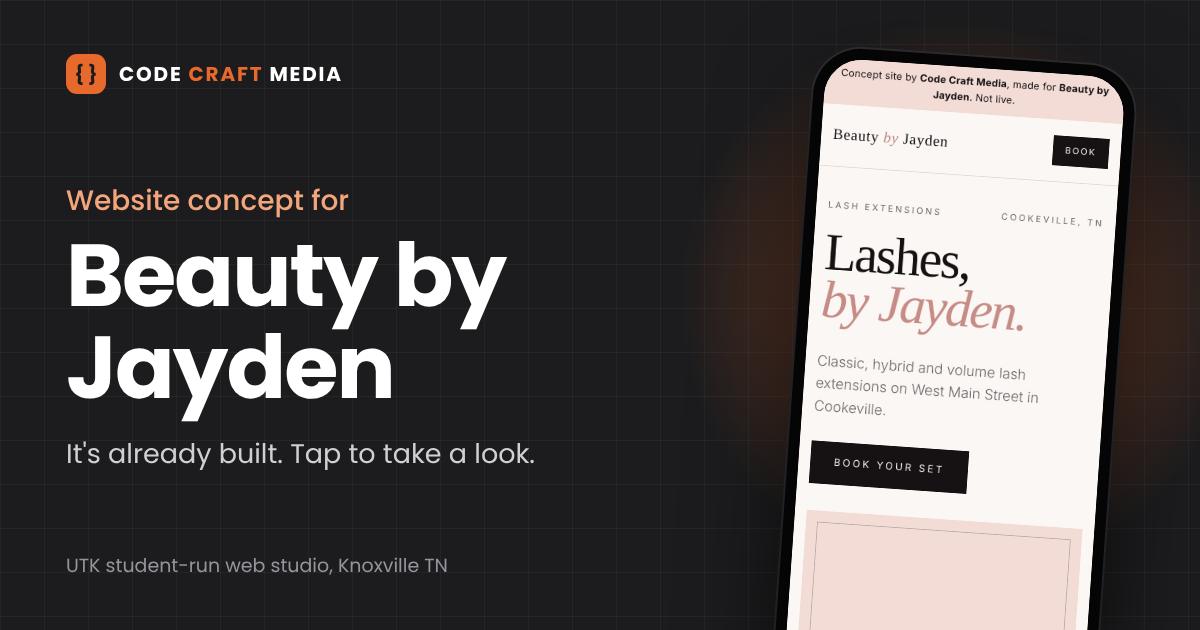 { } CODE CRAFT MEDIA
Website concept for
Beauty by
Jayden
It's already built. Tap to take a look.
UTK student-run web studio, Knoxville TN
Concept site by Code Craft Media, made for Beauty by
Jayden. Not live.
Beauty by Jayden
BOOK
LASH EXTENSIONS
COOKEVILLE, TN
Lashes,
by Jayden.
Classic, hybrid and volume lash
extensions on West Main Street in
Cookeville.
BOOK YOUR SET